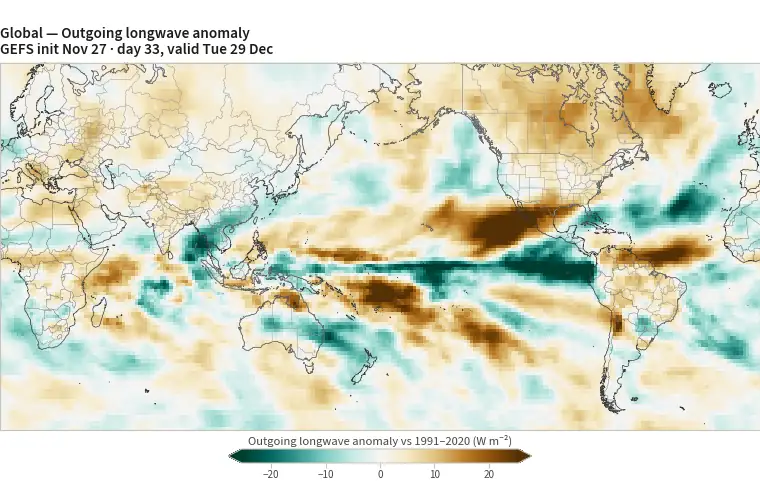 Global — Outgoing longwave anomaly
GEFS init Nov 27 · day 33, valid Tue 29 Dec
Outgoing longwave anomaly vs 1991–2020 (W m⁻²)
−20 −10 0 10 20